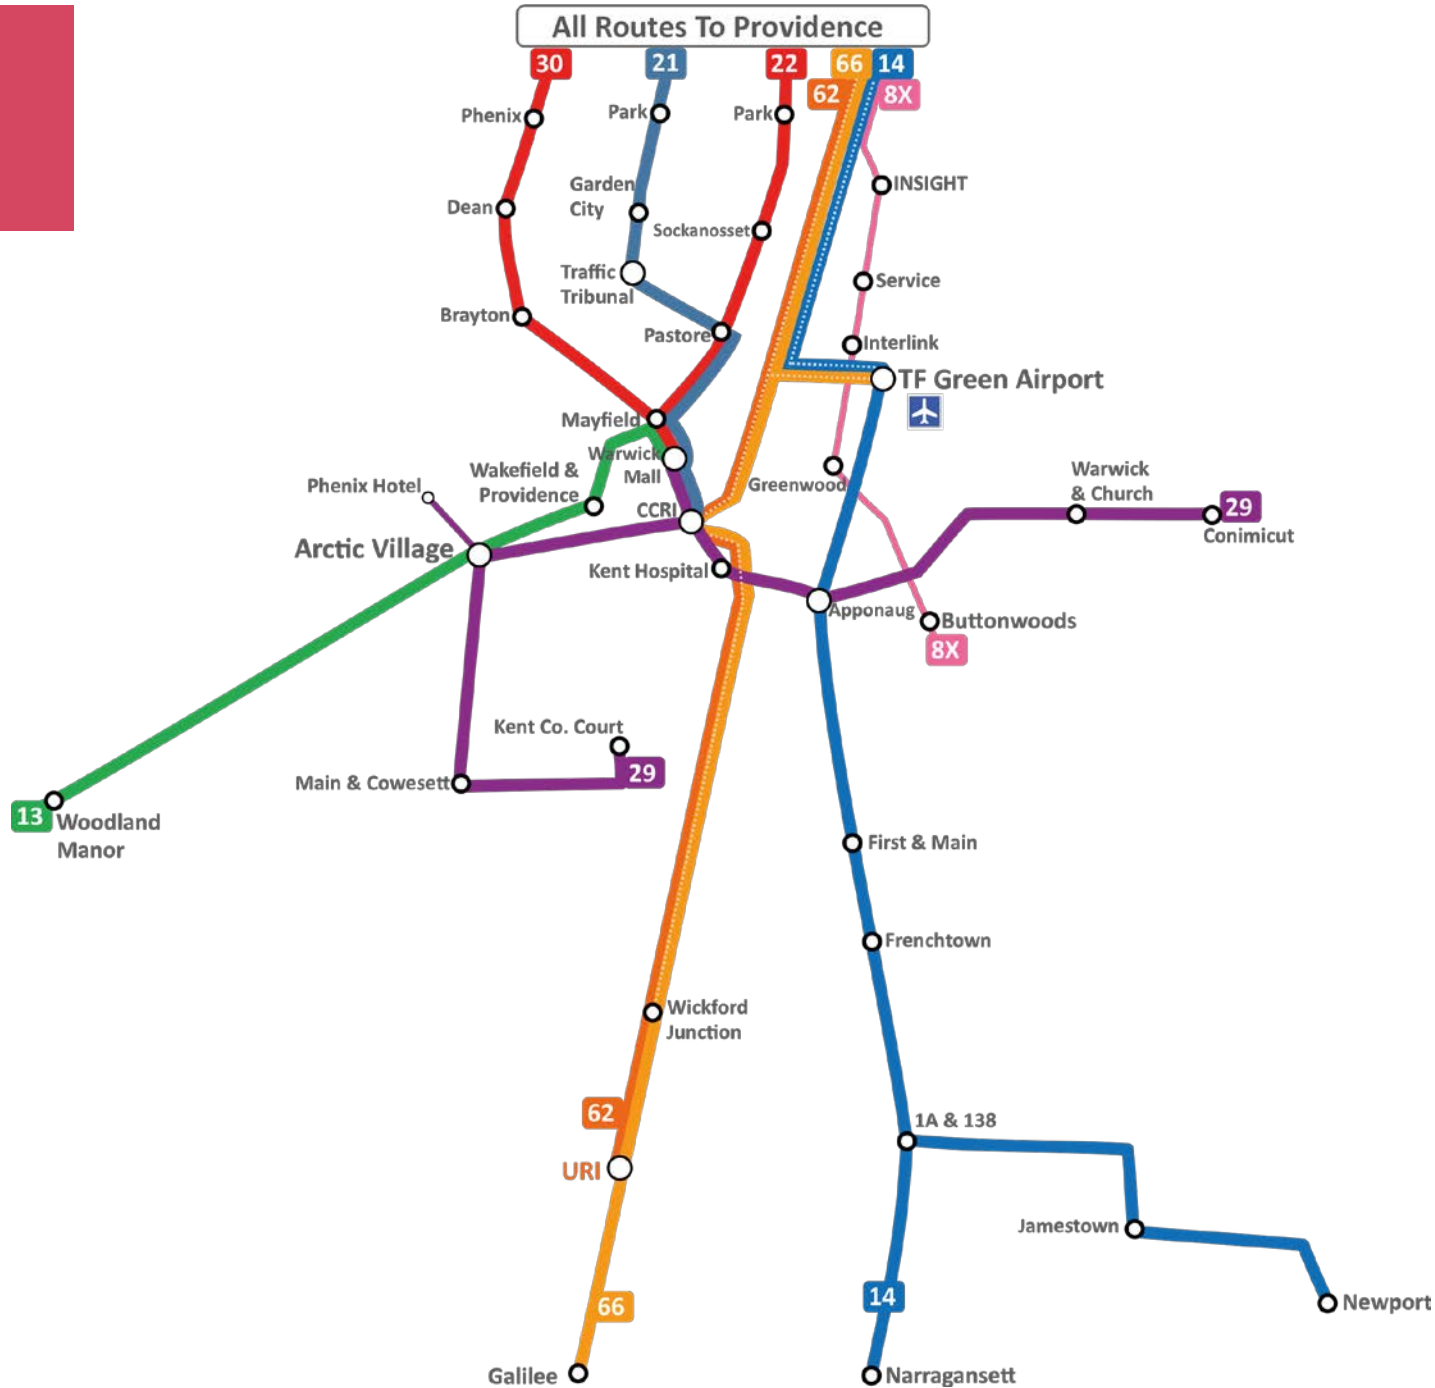 All Routes To Providence
30
21
22
66
14
62
8X
Phenix
Park
Park
Garden
City
INSIGHT
Dean
Sockanosset
Traffic
Tribunal
Service
Brayton
Pastore
Interlink
TF Green Airport
Mayfield
Warwick
Mall
Wakefield &
Providence
Phenix Hotel
Greenwood
Warwick
& Church
29
Conimicut
CCRI
Arctic Village
Kent Hospital
Apponaug
Buttonwoods
8X
Kent Co. Court
29
Main & Cowesett
13
Woodland
Manor
First & Main
Frenchtown
Wickford
Junction
62
1A & 138
URI
Jamestown
14
66
Newport
Galilee
Narragansett